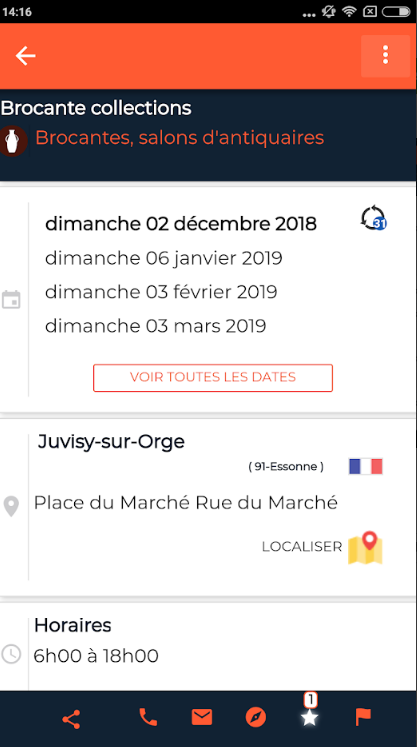 14:16
Brocante collections
Brocantes, salons d'antiquaires
dimanche 02 décembre 2018
31
dimanche 06 janvier 2019
dimanche 03 février 2019
dimanche 03 mars 2019
VOIR TOUTES LES DATES
Juvisy-sur-Orge
( 91-Essonne )
Place du Marché Rue du Marché
LOCALISER
Horaires
6h00 à 18h00
1